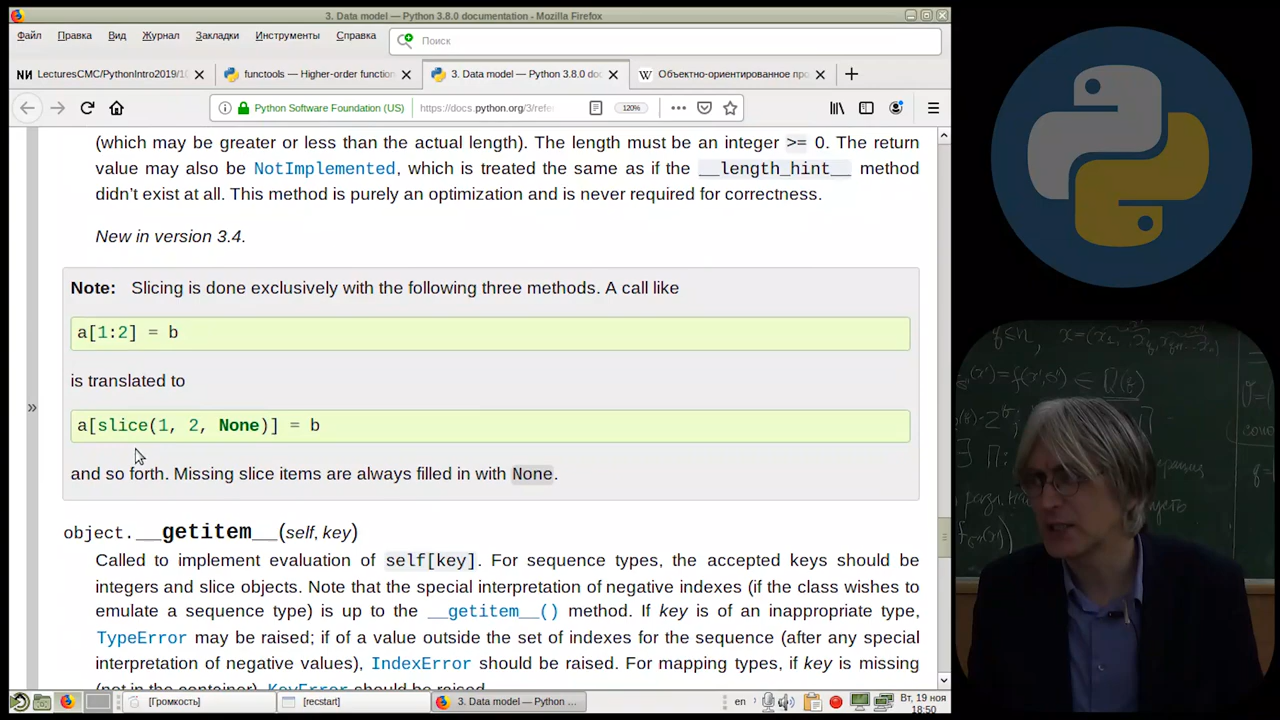 3. Data model — Python 3.8.0 documentation - Mozilla Firefox
Файл Правка Вид Журнал Закладки Инструменты Справка Поиск
LecturesCMC/PythonIntro2019/1 functools — Higher-order function 3. Data model — Python 3.8.0 doc W Объектно-ориентированное про
Python Software Foundation (US) https://docs.python.org/3/refe 120%
(which may be greater or less than the actual length). The length must be an integer >= 0. The return
value may also be NotImplemented, which is treated the same as if the __length_hint__ method
didn't exist at all. This method is purely an optimization and is never required for correctness.
New in version 3.4.
Note: Slicing is done exclusively with the following three methods. A call like
a[1:2] = b
is translated to
a[slice(1, 2, None)] = b
and so forth. Missing slice items are always filled in with None.
object.__getitem__(self, key)
Called to implement evaluation of self[key]. For sequence types, the accepted keys should be
integers and slice objects. Note that the special interpretation of negative indexes (if the class wishes to
emulate a sequence type) is up to the __getitem__() method. If key is of an inappropriate type,
TypeError may be raised; if of a value outside the set of indexes for the sequence (after any special
interpretation of negative values), IndexError should be raised. For mapping types, if key is missing
(not in the container), KeyError should be raised.
[Громкость] [recstart] 3. Data model — Python ... en Вт, 19 ноя
18:50